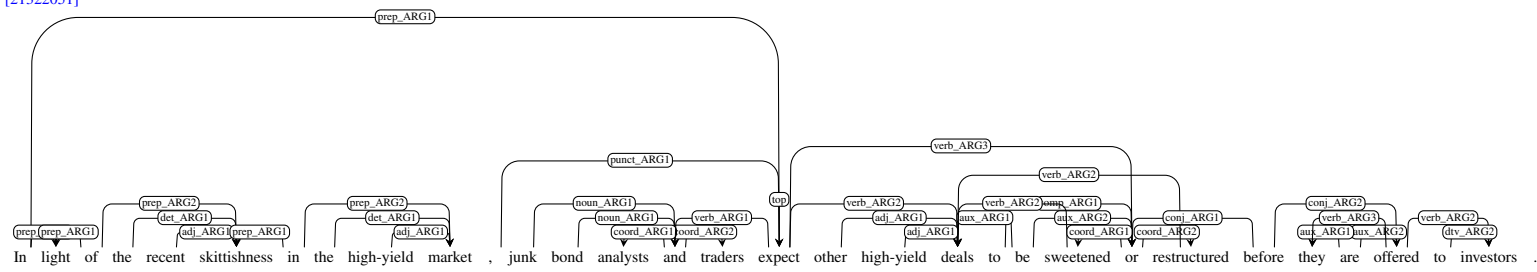 [21322051]
prep_ARG1
verb_ARG3
punct_ARG1
verb_ARG2
top
prep_ARG2 prep_ARG2 noun_ARG1 verb_ARG2 verb_ARG2 comp_ARG1 conj_ARG2
det_ARG1 det_ARG1 noun_ARG1 verb_ARG1 adj_ARG1 aux_ARG1 aux_ARG2 conj_ARG1 verb_ARG3 verb_ARG2
prep_ARG1 adj_ARG1 prep_ARG1 adj_ARG1 coord_ARG1 coord_ARG2 adj_ARG1 coord_ARG1 coord_ARG2 aux_ARG1 aux_ARG2 dtv_ARG2
In light of the recent skittishness in the high-yield market , junk bond analysts and traders expect other high-yield deals to be sweetened or restructured before they are offered to investors .